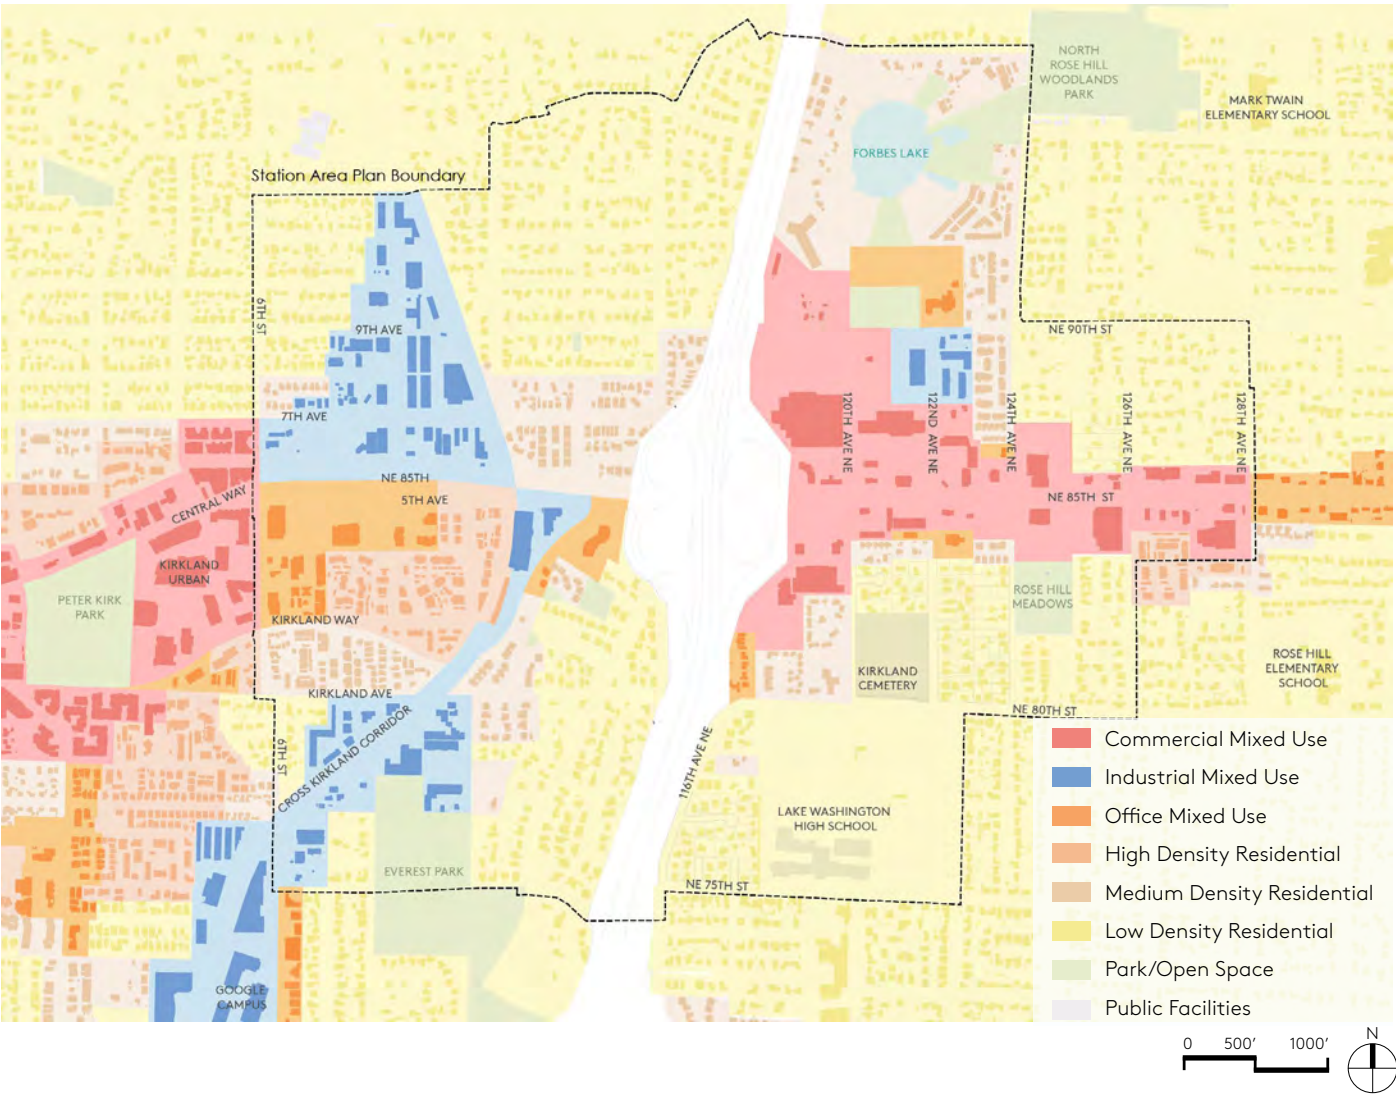 NORTH
ROSE HILL
WOODLANDS
PARK
MARK TWAIN
ELEMENTARY SCHOOL
FORBES LAKE
Station Area Plan Boundary
6TH ST
9TH AVE
NE 90TH ST
7TH AVE
120TH AVE NE
122ND AVE NE
124TH AVE NE
126TH AVE NE
128TH AVE NE
NE 85TH
5TH AVE
CENTRAL WAY
NE 85TH ST
KIRKLAND
URBAN
PETER KIRK
PARK
KIRKLAND WAY
ROSE HILL
MEADOWS
KIRKLAND
CEMETERY
ROSE HILL
ELEMENTARY
SCHOOL
KIRKLAND AVE
NE 80TH ST
6TH ST
CROSS KIRKLAND CORRIDOR
116TH AVE NE
LAKE WASHINGTON
HIGH SCHOOL
EVEREST PARK
NE 75TH ST
GOOGLE
CAMPUS
Commercial Mixed Use
Industrial Mixed Use
Office Mixed Use
High Density Residential
Medium Density Residential
Low Density Residential
Park/Open Space
Public Facilities
0 500' 1000'
N